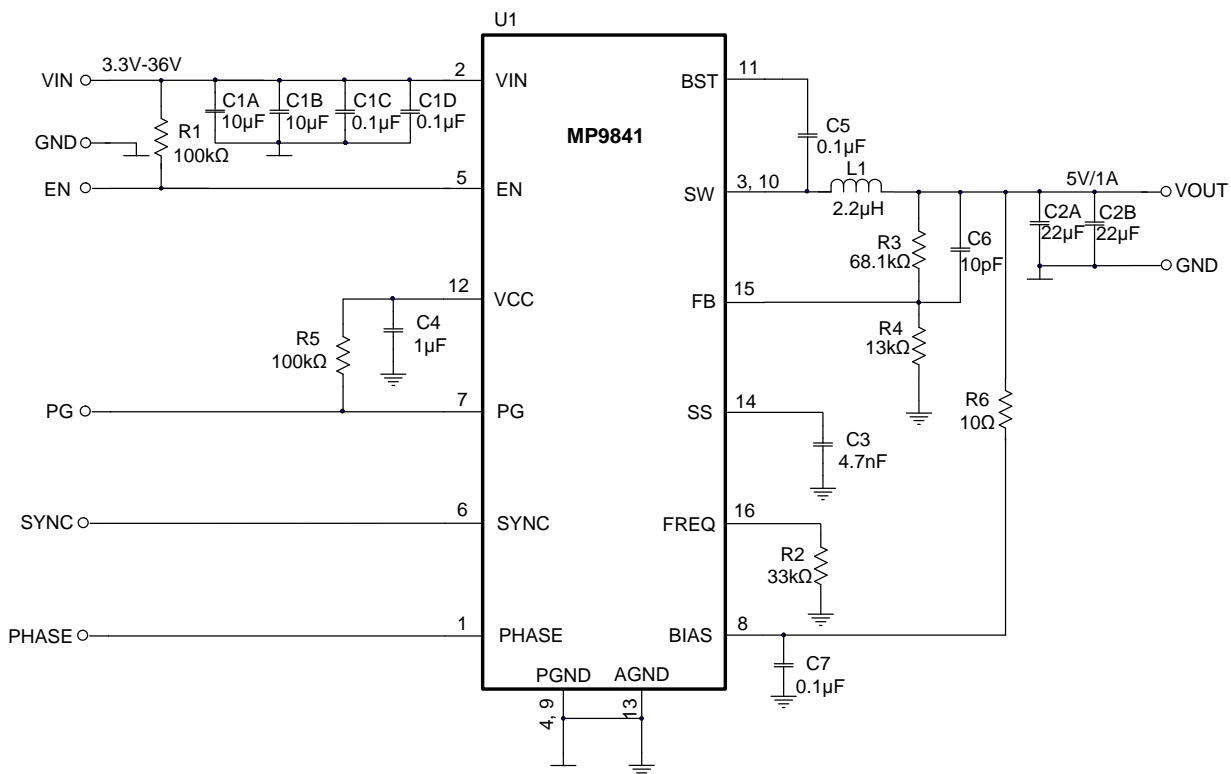 U1
MP9841
VIN
3.3V-36V
2
VIN
C1A
10µF
C1B
10µF
C1C
0.1µF
C1D
0.1µF
GND
R1
100kΩ
EN
5
EN
12
VCC
C4
1µF
R5
100kΩ
PG
7
PG
SYNC
6
SYNC
PHASE
1
PHASE
PGND
4, 9
AGND
13
BST
11
C5
0.1µF
SW
3, 10
L1
2.2µH
5V/1A
VOUT
C2A
22µF
C2B
22µF
GND
R3
68.1kΩ
C6
10pF
FB
15
R4
13kΩ
SS
14
C3
4.7nF
R6
10Ω
FREQ
16
R2
33kΩ
BIAS
8
C7
0.1µF